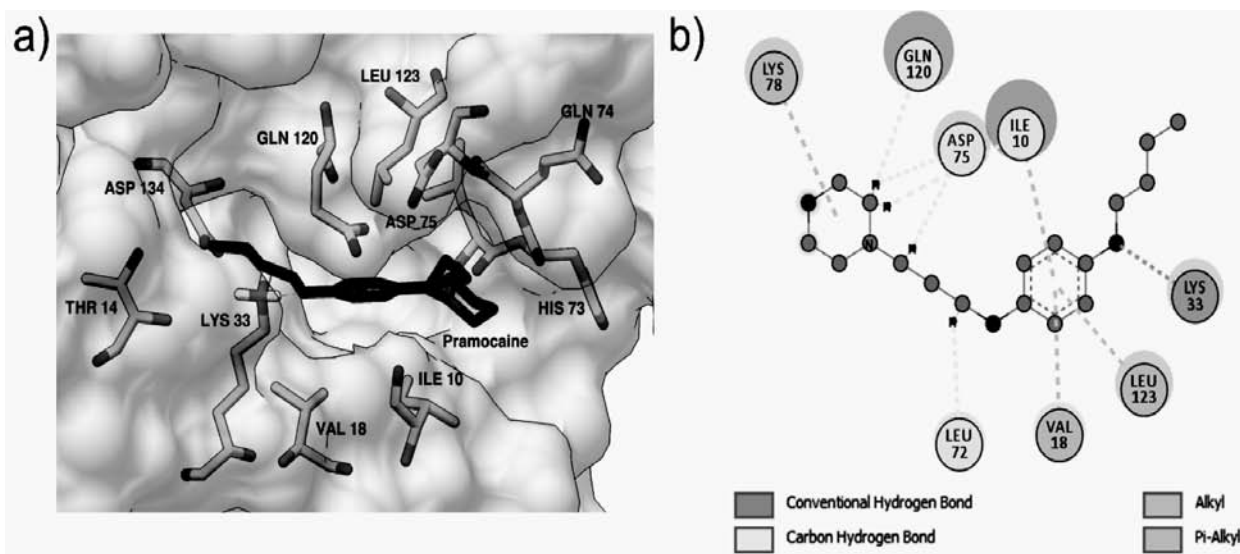 a)
LEU 123
GLN 74
GLN 120
ASP 134
ASP 75
THR 14
LYS 33
HIS 73
Pramocaine
ILE 10
VAL 18
b)
LYS
78
GLN
120
ASP
75
ILE
10
N
LYS
33
LEU
123
VAL
18
LEU
72
Conventional Hydrogen Bond
Alkyl
Carbon Hydrogen Bond
Pi-Alkyl